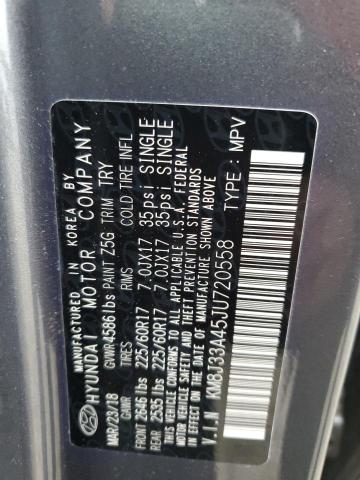 MANUFACTURED IN KOREA BY
HYUNDAI MOTOR COMPANY
MAR/23/18 GVWR 4586 lbs PAINT Z5G TRIM TRY
GAWR TIRES RIMS COLD TIRE INFL
FRONT 2646 lbs 225/60R17 7.0JX17 35psi SINGLE
REAR 2535 lbs 225/60R17 7.0JX17 35psi SINGLE
THIS VEHICLE CONFORMS TO ALL APPLICABLE U.S.A. FEDERAL
MOTOR VEHICLE SAFETY AND THEFT PREVENTION STANDARDS
IN EFFECT ON THE DATE OF MANUFACTURE SHOWN ABOVE
V.I.N KM8J33A45JU720558 TYPE : MPV